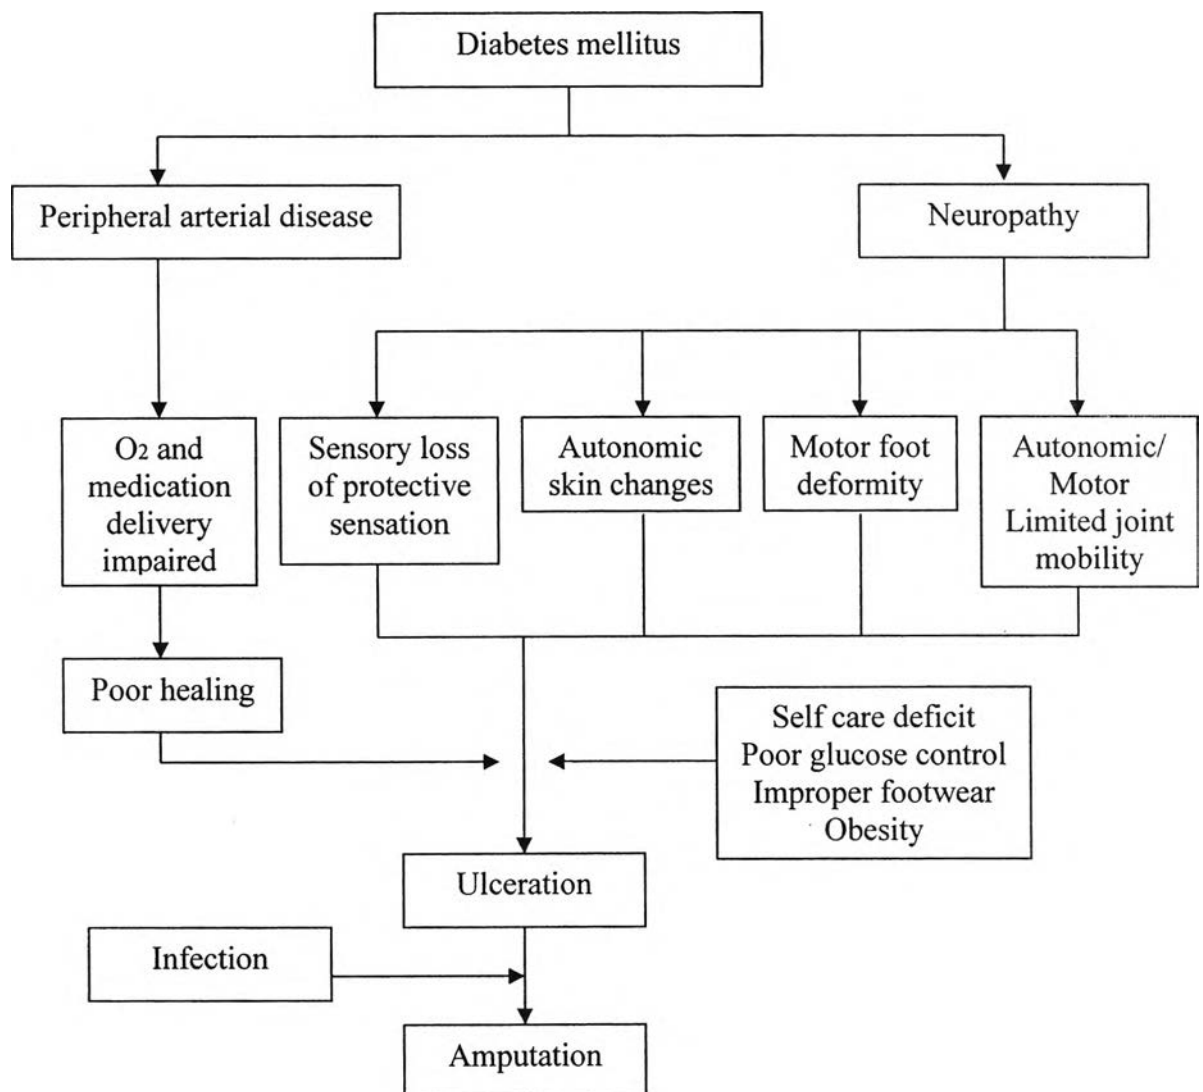 Diabetes mellitus
Peripheral arterial disease
Neuropathy
O2 and
medication
delivery
impaired
Sensory loss
of protective
sensation
Autonomic
skin changes
Motor foot
deformity
Autonomic/
Motor
Limited joint
mobility
Poor healing
Self care deficit
Poor glucose control
Improper footwear
Obesity
Ulceration
Infection
Amputation